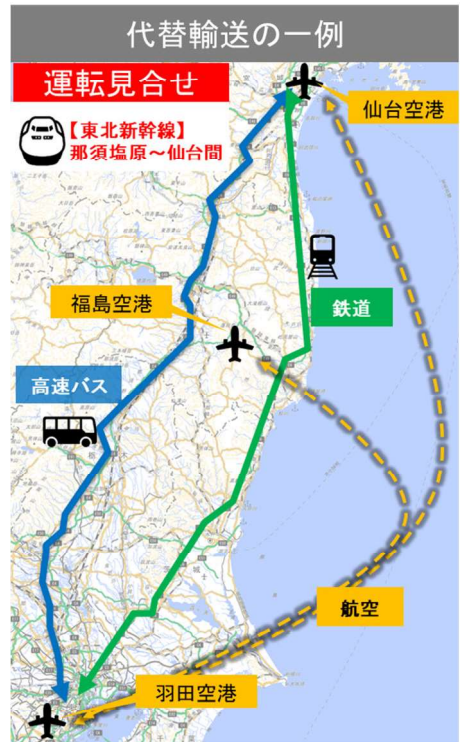 代替輸送の一例
運転見合せ
【東北新幹線】
那須塩原～仙台間
仙台空港
福島空港
鉄道
高速バス
航空
羽田空港